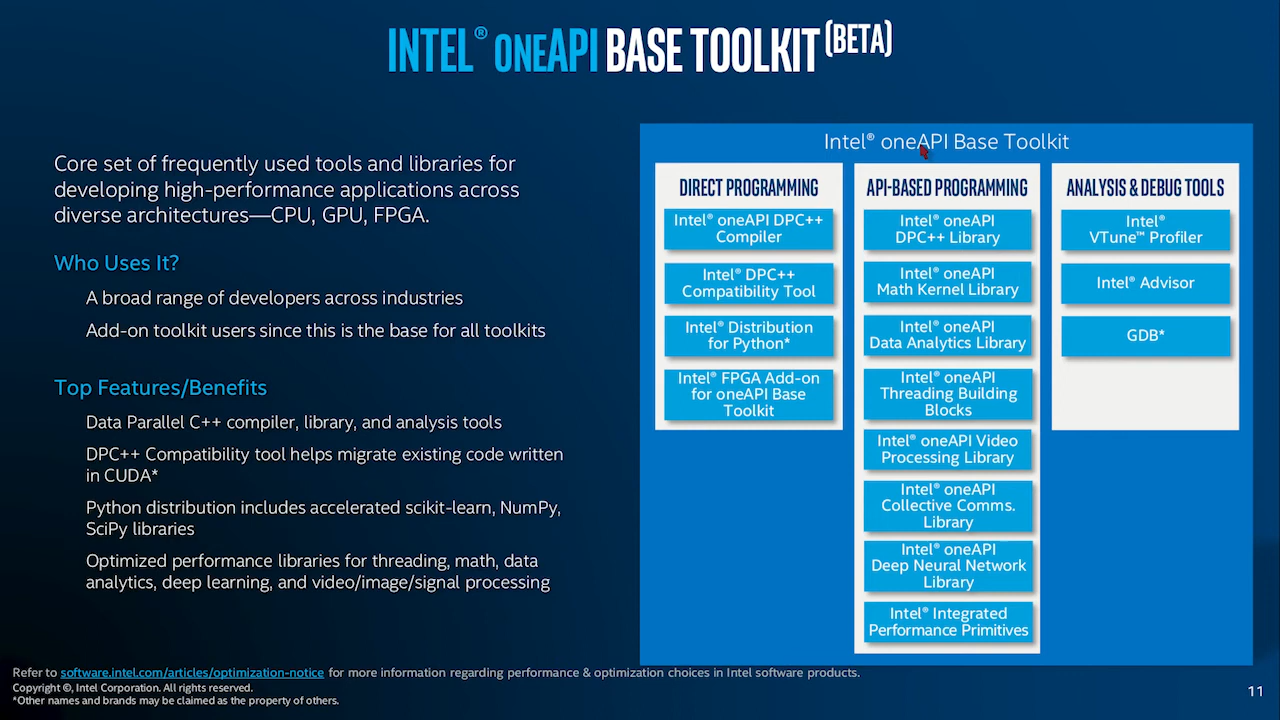 INTEL® ONEAPI BASE TOOLKIT (BETA)
Core set of frequently used tools and libraries for
developing high-performance applications across
diverse architectures—CPU, GPU, FPGA.
Who Uses It?
A broad range of developers across industries
Add-on toolkit users since this is the base for all toolkits
Top Features/Benefits
Data Parallel C++ compiler, library, and analysis tools
DPC++ Compatibility tool helps migrate existing code written
in CUDA*
Python distribution includes accelerated scikit-learn, NumPy,
SciPy libraries
Optimized performance libraries for threading, math, data
analytics, deep learning, and video/image/signal processing
Intel® oneAPI Base Toolkit
DIRECT PROGRAMMING
Intel® oneAPI DPC++
Compiler
Intel® DPC++
Compatibility Tool
Intel® Distribution
for Python*
Intel® FPGA Add-on
for oneAPI Base
Toolkit
API-BASED PROGRAMMING
Intel® oneAPI
DPC++ Library
Intel® oneAPI
Math Kernel Library
Intel® oneAPI
Data Analytics Library
Intel® oneAPI
Threading Building
Blocks
Intel® oneAPI Video
Processing Library
Intel® oneAPI
Collective Comms.
Library
Intel® oneAPI
Deep Neural Network
Library
Intel® Integrated
Performance Primitives
ANALYSIS & DEBUG TOOLS
Intel®
VTune™ Profiler
Intel® Advisor
GDB*
Refer to software.intel.com/articles/optimization-notice for more information regarding performance & optimization choices in Intel software products.
Copyright ©, Intel Corporation. All rights reserved.
*Other names and brands may be claimed as the property of others.
11